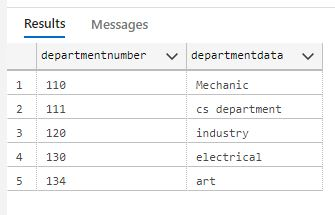 Results Messages
departmentnumber departmentdata
1 110 Mechanic
2 111 cs department
3 120 industry
4 130 electrical
5 134 art